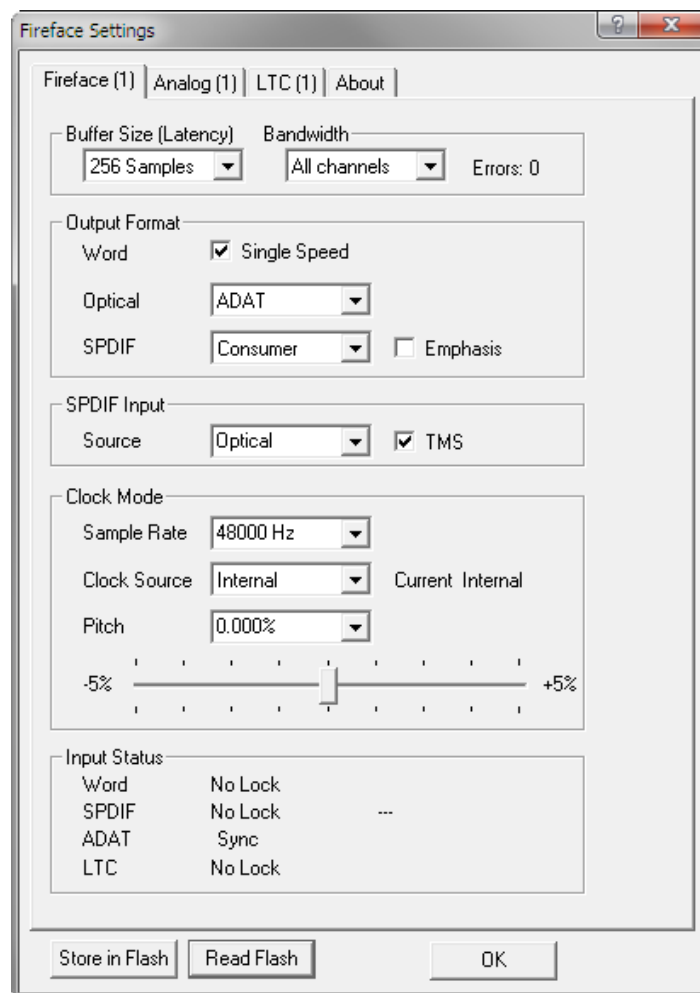 Fireface Settings
Fireface (1) Analog (1) LTC (1) About
Buffer Size (Latency) Bandwidth
256 Samples All channels Errors: 0
Output Format
Word Single Speed
Optical ADAT
SPDIF Consumer Emphasis
SPDIF Input
Source Optical TMS
Clock Mode
Sample Rate 48000 Hz
Clock Source Internal Current Internal
Pitch 0.000%
-5% +5%
Input Status
Word No Lock
SPDIF No Lock ---
ADAT Sync
LTC No Lock
Store in Flash Read Flash OK